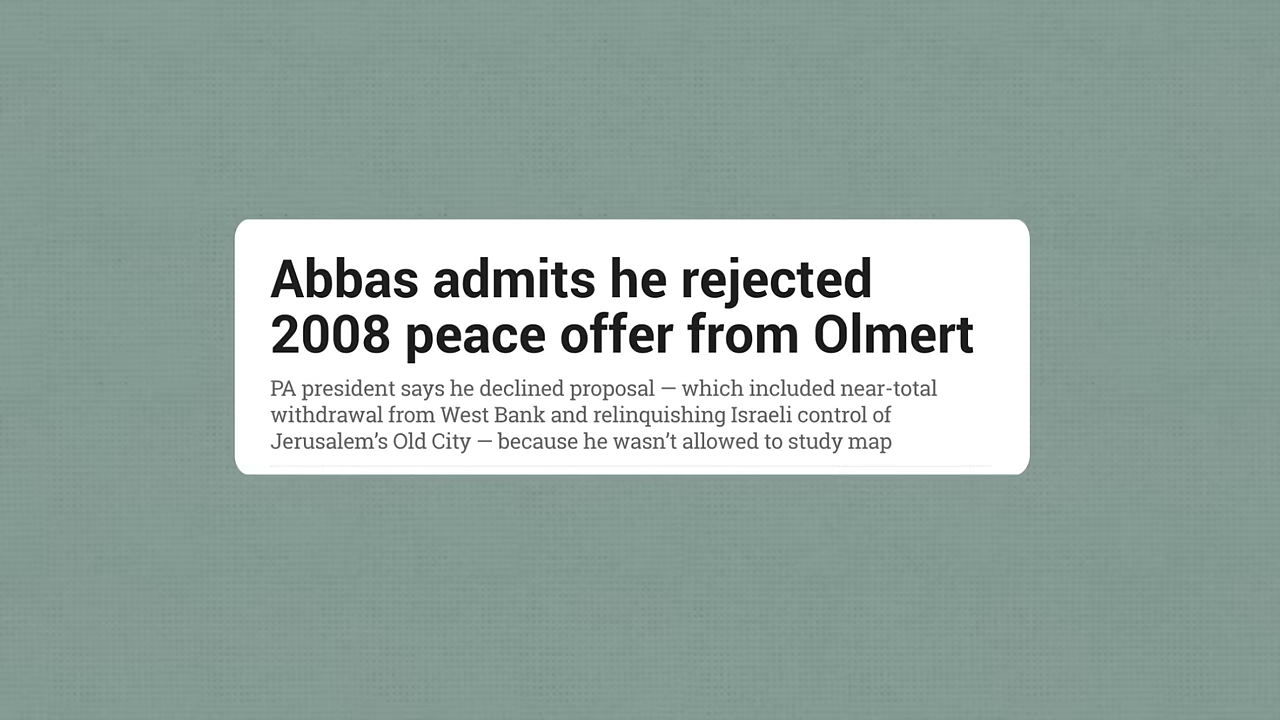 Abbas admits he rejected
2008 peace offer from Olmert
PA president says he declined proposal — which included near-total
withdrawal from West Bank and relinquishing Israeli control of
Jerusalem’s Old City — because he wasn’t allowed to study map